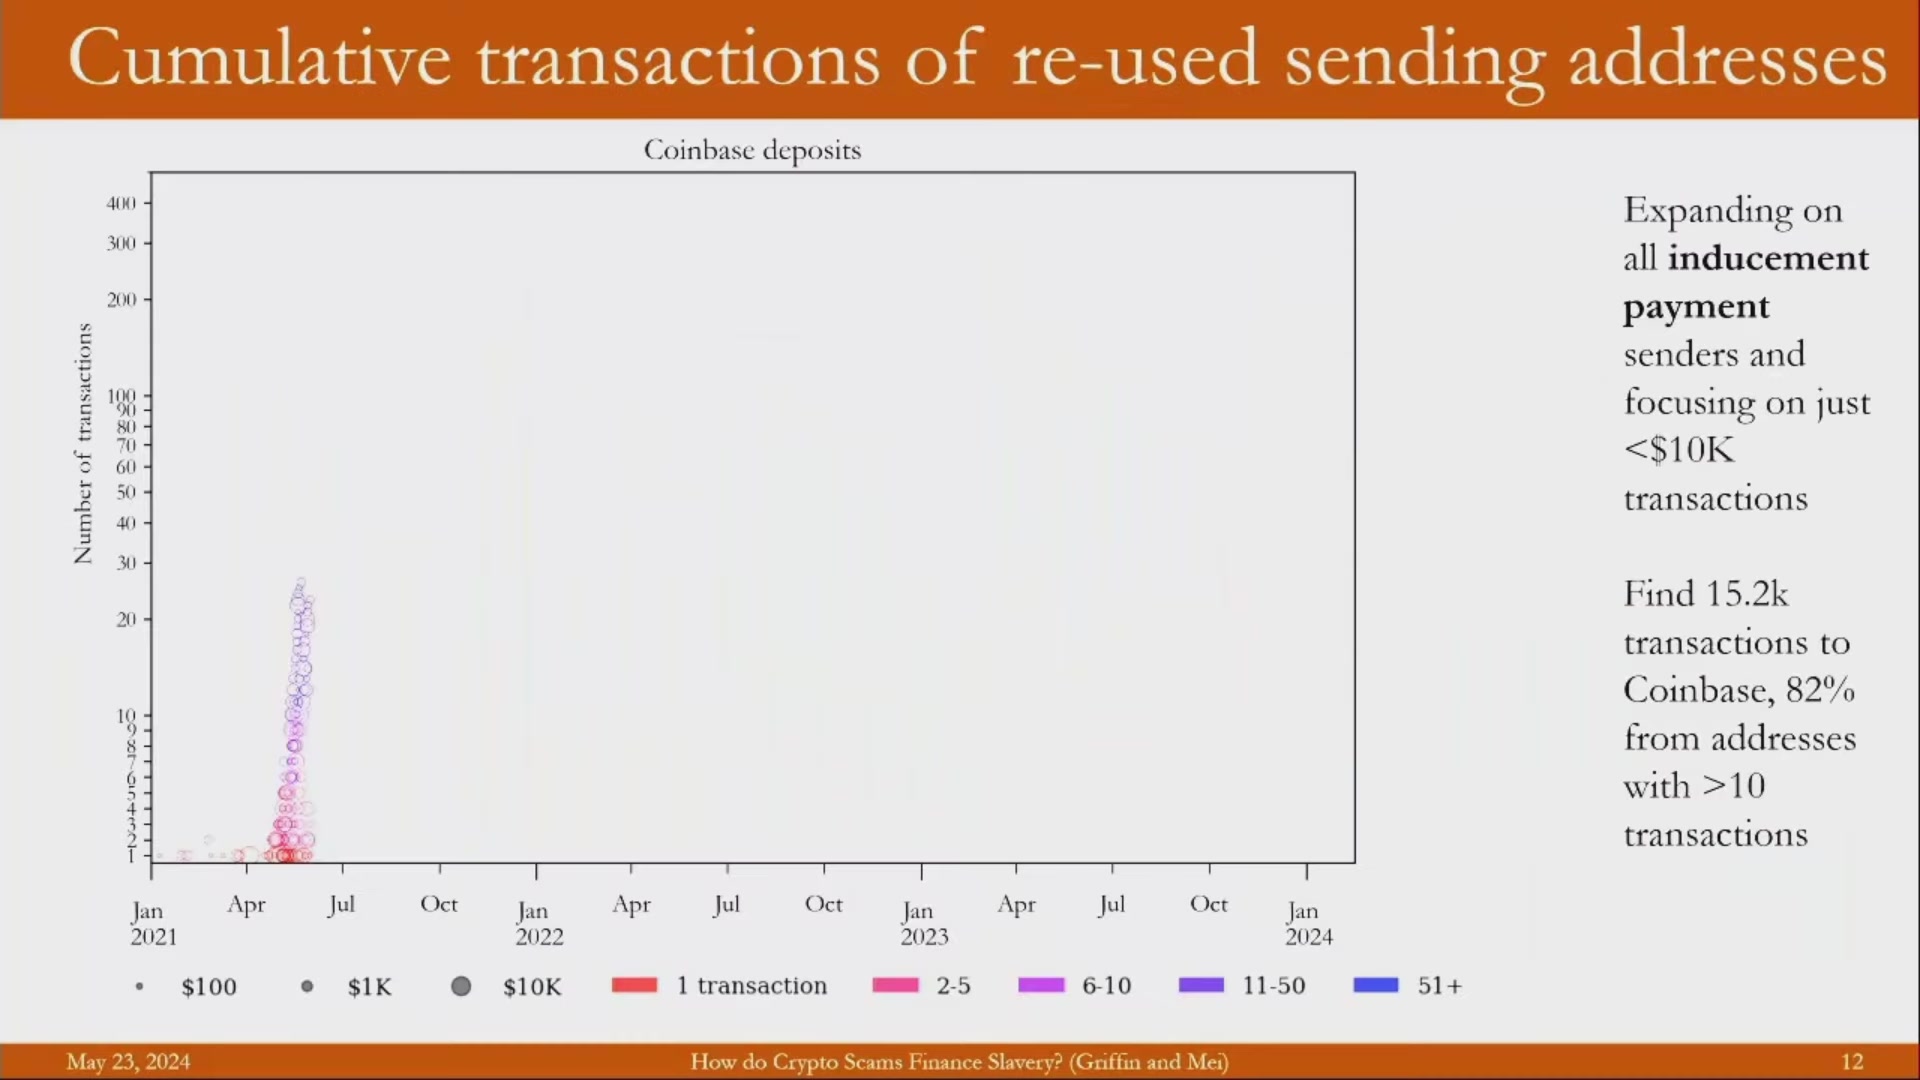 Cumulative transactions of re-used sending addresses
Coinbase deposits
Number of transactions
400
300
200
100
90
80
70
60
50
40
30
20
10
9
8
7
6
5
4
3
2
1
Jan 2021
Apr
Jul
Oct
Jan 2022
Apr
Jul
Oct
Jan 2023
Apr
Jul
Oct
Jan 2024
$100 $1K $10K 1 transaction 2-5 6-10 11-50 51+
Expanding on
all inducement
payment
senders and
focusing on just
<$10K
transactions
Find 15.2k
transactions to
Coinbase, 82%
from addresses
with >10
transactions
May 23, 2024
How do Crypto Scams Finance Slavery? (Griffin and Mei)
12